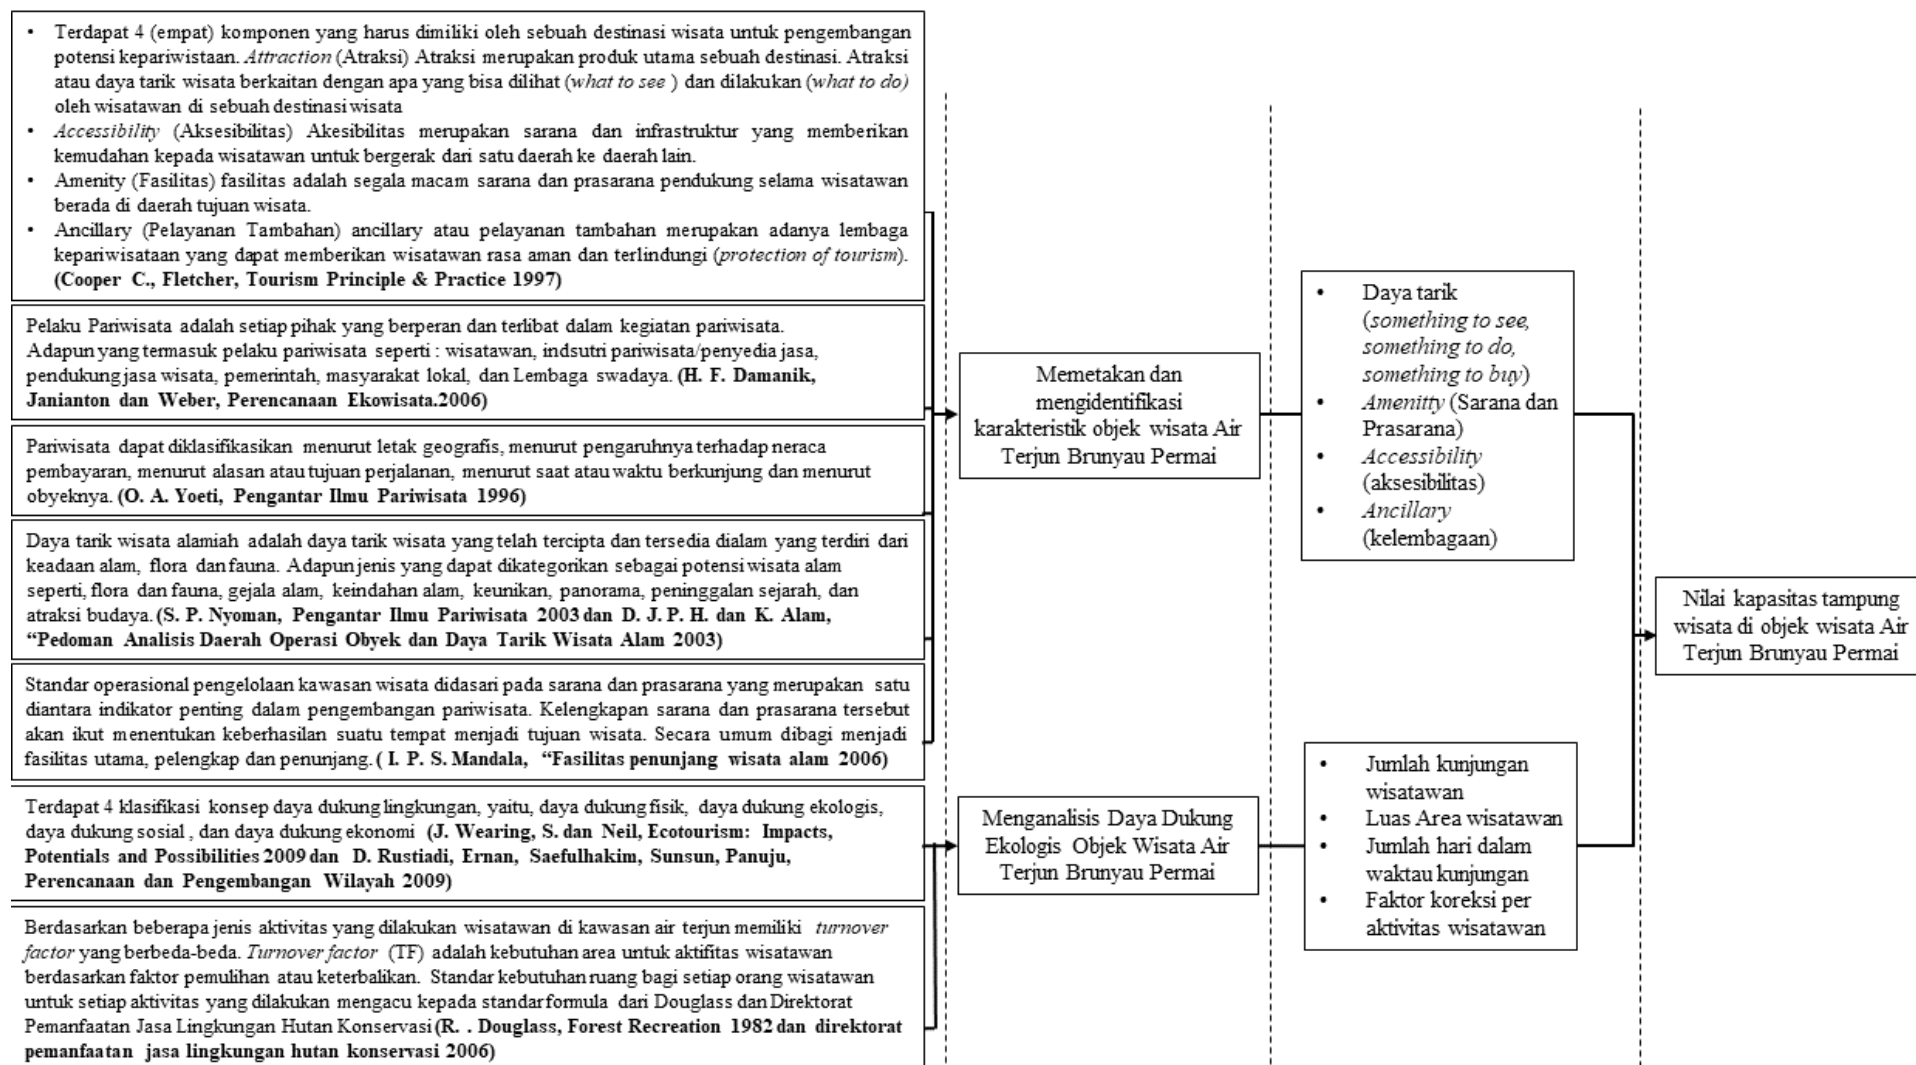 • Terdapat 4 (empat) komponen yang harus dimiliki oleh sebuah destinasi wisata untuk pengembangan
potensi kepariwistaan. Attraction (Atraksi) Atraksi merupakan produk utama sebuah destinasi. Atraksi
atau daya tarik wisata berkaitan dengan apa yang bisa dilihat (what to see ) dan dilakukan (what to do)
oleh wisatawan di sebuah destinasi wisata
• Accessibility (Aksesibilitas) Akesibilitas merupakan sarana dan infrastruktur yang memberikan
kemudahan kepada wisatawan untuk bergerak dari satu daerah ke daerah lain.
• Amenity (Fasilitas) fasilitas adalah segala macam sarana dan prasarana pendukung selama wisatawan
berada di daerah tujuan wisata.
• Ancillary (Pelayanan Tambahan) ancillary atau pelayanan tambahan merupakan adanya lembaga
kepariwisataan yang dapat memberikan wisatawan rasa aman dan terlindungi (protection of tourism).
(Cooper C., Fletcher, Tourism Principle & Practice 1997)
Pelaku Pariwisata adalah setiap pihak yang berperan dan terlibat dalam kegiatan pariwisata.
Adapun yang termasuk pelaku pariwisata seperti : wisatawan, indsutri pariwisata/penyedia jasa,
pendukung jasa wisata, pemerintah, masyarakat lokal, dan Lembaga swadaya. (H. F. Damanik,
Janianton dan Weber, Perencanaan Ekowisata.2006)
Pariwisata dapat diklasifikasikan menurut letak geografis, menurut pengaruhnya terhadap neraca
pembayaran, menurut alasan atau tujuan perjalanan, menurut saat atau waktu berkunjung dan menurut
obyeknya. (O. A. Yoeti, Pengantar Ilmu Pariwisata 1996)
Daya tarik wisata alamiah adalah daya tarik wisata yang telah tercipta dan tersedia dialam yang terdiri dari
keadaan alam, flora dan fauna. Adapun jenis yang dapat dikategorikan sebagai potensi wisata alam
seperti, flora dan fauna, gejala alam, keindahan alam, keunikan, panorama, peninggalan sejarah, dan
atraksi budaya. (S. P. Nyoman, Pengantar Ilmu Pariwisata 2003 dan D. J. P. H. dan K. Alam,
“Pedoman Analisis Daerah Operasi Obyek dan Daya Tarik Wisata Alam 2003)
Standar operasional pengelolaan kawasan wisata didasari pada sarana dan prasarana yang merupakan satu
diantara indikator penting dalam pengembangan pariwisata. Kelengkapan sarana dan prasarana tersebut
akan ikut menentukan keberhasilan suatu tempat menjadi tujuan wisata. Secara umum dibagi menjadi
fasilitas utama, pelengkap dan penunjang. ( I. P. S. Mandala, “Fasilitas penunjang wisata alam 2006)
Terdapat 4 klasifikasi konsep daya dukung lingkungan, yaitu, daya dukung fisik, daya dukung ekologis,
daya dukung sosial , dan daya dukung ekonomi (J. Wearing, S. dan Neil, Ecotourism: Impacts,
Potentials and Possibilities 2009 dan D. Rustiadi, Ernan, Saefulhakim, Sunsun, Panuju,
Perencanaan dan Pengembangan Wilayah 2009)
Berdasarkan beberapa jenis aktivitas yang dilakukan wisatawan di kawasan air terjun memiliki turnover
factor yang berbeda-beda. Turnover factor (TF) adalah kebutuhan area untuk aktifitas wisatawan
berdasarkan faktor pemulihan atau keterbalikan. Standar kebutuhan ruang bagi setiap orang wisatawan
untuk setiap aktivitas yang dilakukan mengacu kepada standar formula dari Douglass dan Direktorat
Pemanfaatan Jasa Lingkungan Hutan Konservasi (R. . Douglass, Forest Recreation 1982 dan direktorat
pemanfaatan jasa lingkungan hutan konservasi 2006)
Memetakan dan
mengidentifikasi
karakteristik objek wisata Air
Terjun Brunyau Permai
Menganalisis Daya Dukung
Ekologis Objek Wisata Air
Terjun Brunyau Permai
• Daya tarik
(something to see,
something to do,
something to buy)
• Amenitty (Sarana dan
Prasarana)
• Accessibility
(aksesibilitas)
• Ancillary
(kelembagaan)
• Jumlah kunjungan
wisatawan
• Luas Area wisatawan
• Jumlah hari dalam
waktau kunjungan
• Faktor koreksi per
aktivitas wisatawan
Nilai kapasitas tampung
wisata di objek wisata Air
Terjun Brunyau Permai